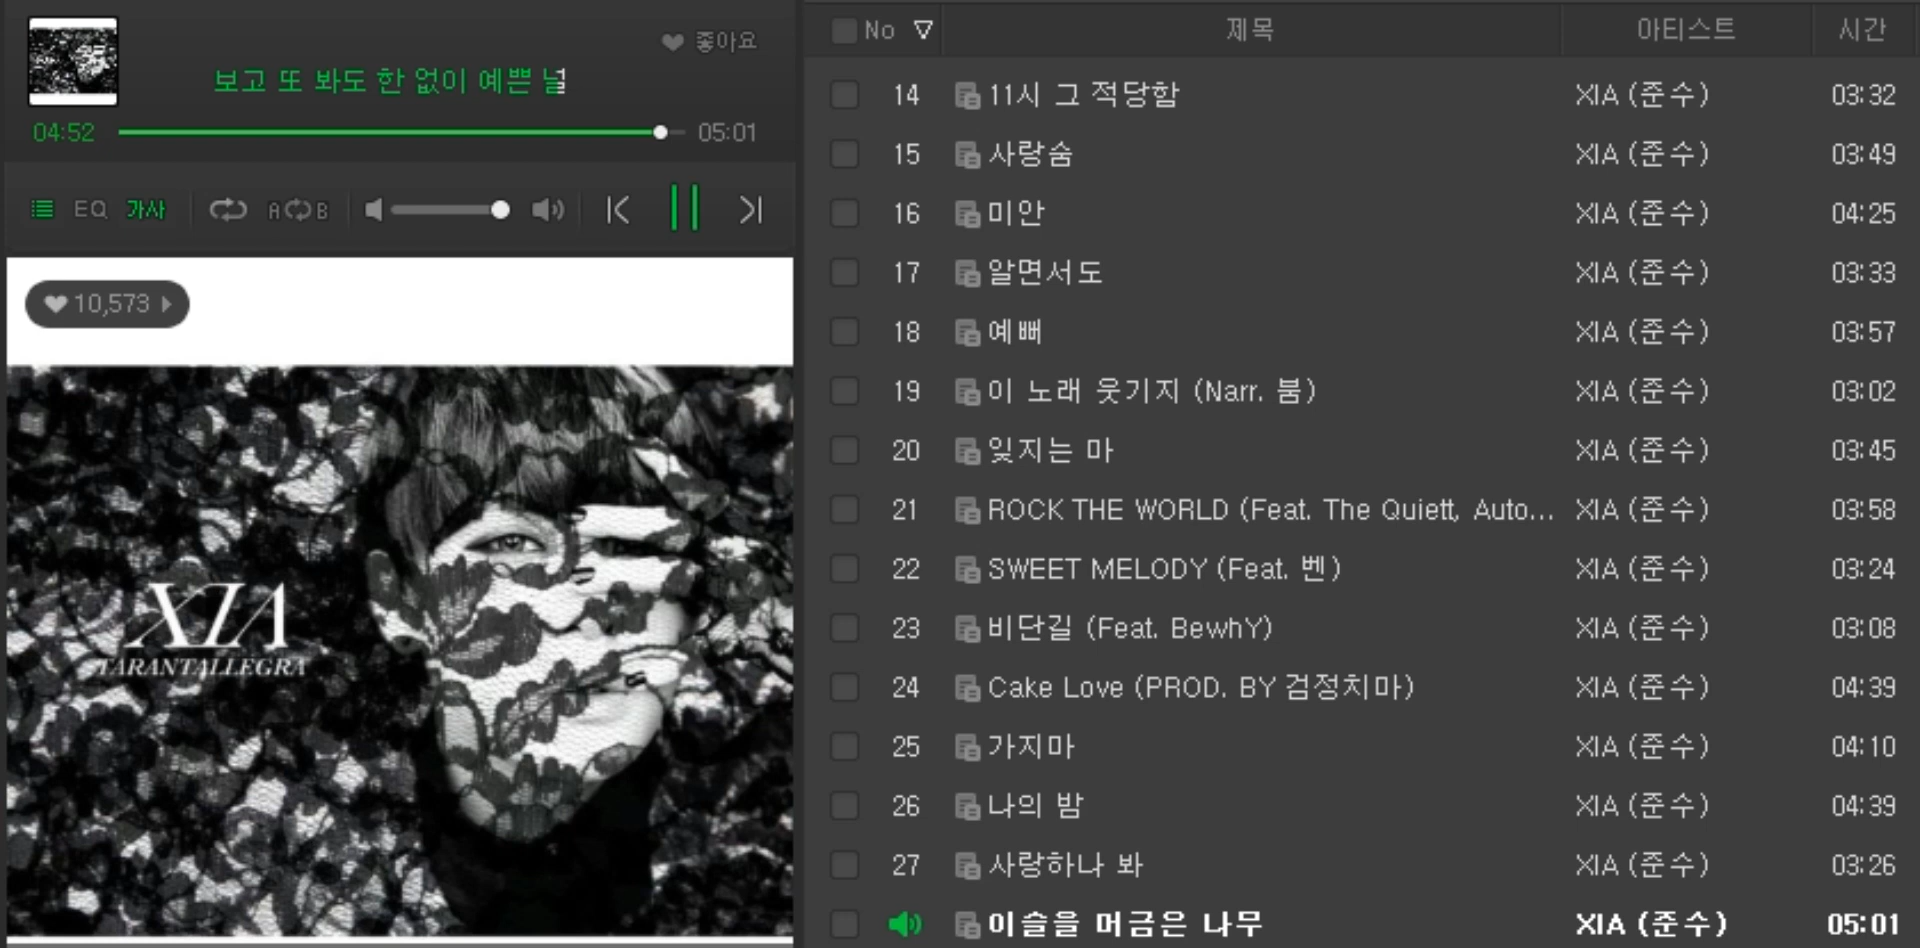 좋아요
보고 또 봐도 한 없이 예쁜 널
04:52 05:01
EQ 가사 A B
10,573
XIA
TARANTALLEGRA
No 제목 아티스트 시간
14 11시 그 적당함 XIA (준수) 03:32
15 사랑숨 XIA (준수) 03:49
16 미안 XIA (준수) 04:25
17 알면서도 XIA (준수) 03:33
18 예뻐 XIA (준수) 03:57
19 이 노래 웃기지 (Narr. 붐) XIA (준수) 03:02
20 잊지는 마 XIA (준수) 03:45
21 ROCK THE WORLD (Feat. The Quiett, Auto... XIA (준수) 03:58
22 SWEET MELODY (Feat. 벤) XIA (준수) 03:24
23 비단길 (Feat. BewhY) XIA (준수) 03:08
24 Cake Love (PROD. BY 검정치마) XIA (준수) 04:39
25 가지마 XIA (준수) 04:10
26 나의 밤 XIA (준수) 04:39
27 사랑하나 봐 XIA (준수) 03:26
이슬을 머금은 나무 XIA (준수) 05:01